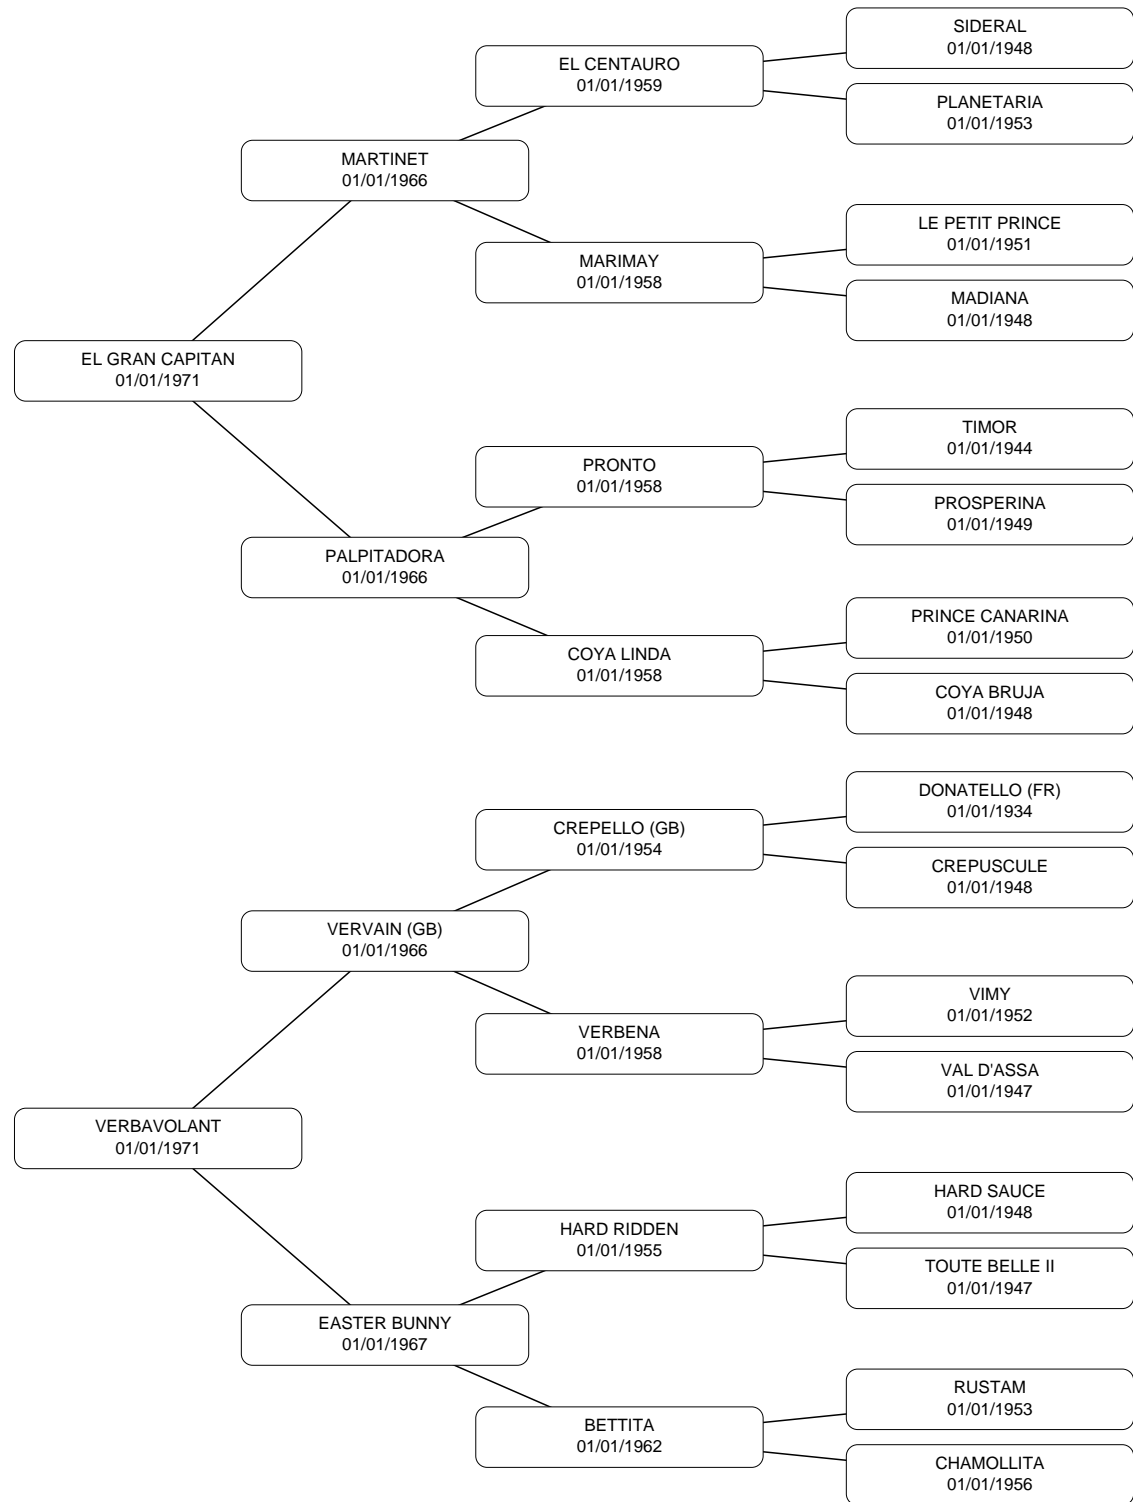 SIDERAL
01/01/1948
EL CENTAURO
01/01/1959
PLANETARIA
01/01/1953
MARTINET
01/01/1966
LE PETIT PRINCE
01/01/1951
MARIMAY
01/01/1958
MADIANA
01/01/1948
EL GRAN CAPITAN
01/01/1971
TIMOR
01/01/1944
PRONTO
01/01/1958
PROSPERINA
01/01/1949
PALPITADORA
01/01/1966
PRINCE CANARINA
01/01/1950
COYA LINDA
01/01/1958
COYA BRUJA
01/01/1948
DONATELLO (FR)
01/01/1934
CREPELLO (GB)
01/01/1954
CREPUSCULE
01/01/1948
VERVAIN (GB)
01/01/1966
VIMY
01/01/1952
VERBENA
01/01/1958
VAL D'ASSA
01/01/1947
VERBAVOLANT
01/01/1971
HARD SAUCE
01/01/1948
HARD RIDDEN
01/01/1955
TOUTE BELLE II
01/01/1947
EASTER BUNNY
01/01/1967
RUSTAM
01/01/1953
BETTITA
01/01/1962
CHAMOLLITA
01/01/1956